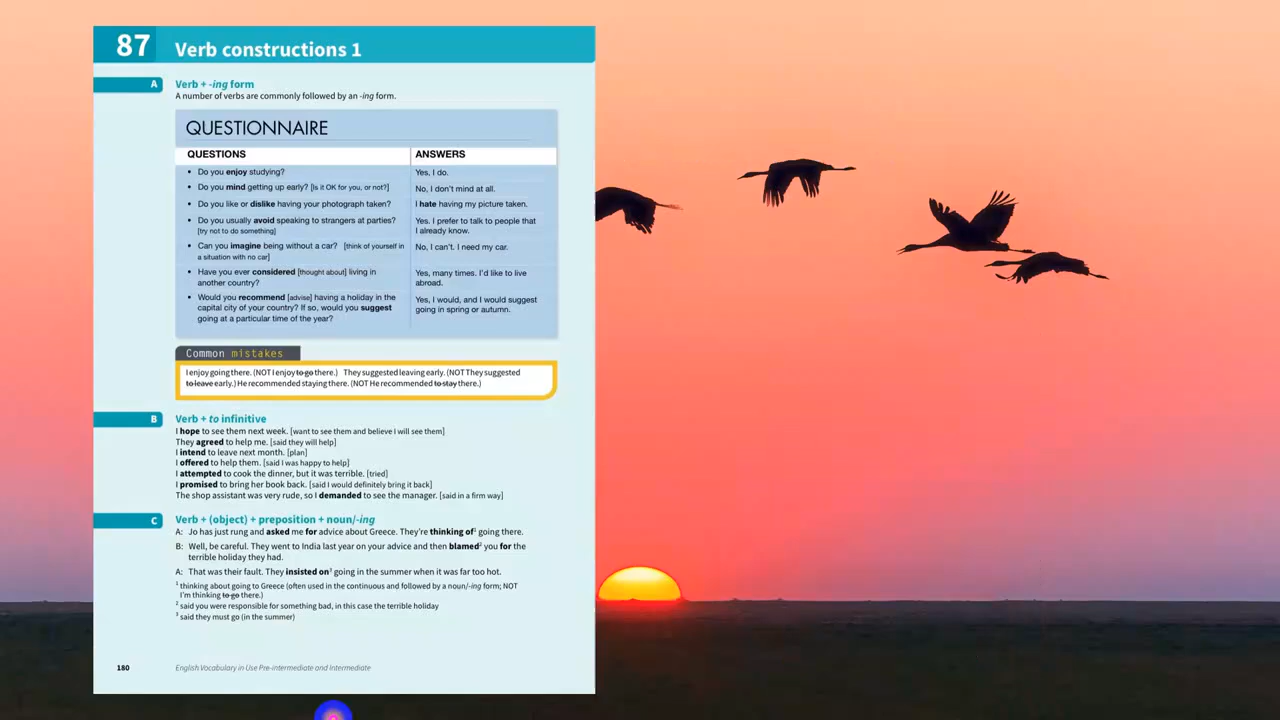 87 Verb constructions 1
A Verb + -ing form
A number of verbs are commonly followed by an -ing form.
QUESTIONNAIRE
QUESTIONS ANSWERS
• Do you enjoy studying? Yes, I do.
• Do you mind getting up early? [Is it OK for you, or not?] No, I don't mind at all.
• Do you like or dislike having your photograph taken? I hate having my picture taken.
• Do you usually avoid speaking to strangers at parties? Yes. I prefer to talk to people that
[try not to do something] I already know.
• Can you imagine being without a car? [think of yourself in No, I can't. I need my car.
a situation with no car]
• Have you ever considered [thought about] living in Yes, many times. I'd like to live
another country? abroad.
• Would you recommend [advise] having a holiday in the Yes, I would, and I would suggest
capital city of your country? If so, would you suggest going in spring or autumn.
going at a particular time of the year?
Common mistakes
I enjoy going there. (NOT I enjoy to go there.) They suggested leaving early. (NOT They suggested
to leave early.) He recommended staying there. (NOT He recommended to stay there.)
B Verb + to infinitive
I hope to see them next week. [want to see them and believe I will see them]
They agreed to help me. [said they will help]
I intend to leave next month. [plan]
I offered to help them. [said I was happy to help]
I attempted to cook the dinner, but it was terrible. [tried]
I promised to bring her book back. [said I would definitely bring it back]
The shop assistant was very rude, so I demanded to see the manager. [said in a firm way]
C Verb + (object) + preposition + noun/-ing
A: Jo has just rung and asked me for advice about Greece. They're thinking of¹ going there.
B: Well, be careful. They went to India last year on your advice and then blamed² you for the
terrible holiday they had.
A: That was their fault. They insisted on³ going in the summer when it was far too hot.
¹ thinking about going to Greece (often used in the continuous and followed by a noun/-ing form; NOT
I'm thinking to go there.)
² said you were responsible for something bad, in this case the terrible holiday
³ said they must go (in the summer)
180 English Vocabulary in Use Pre-intermediate and Intermediate